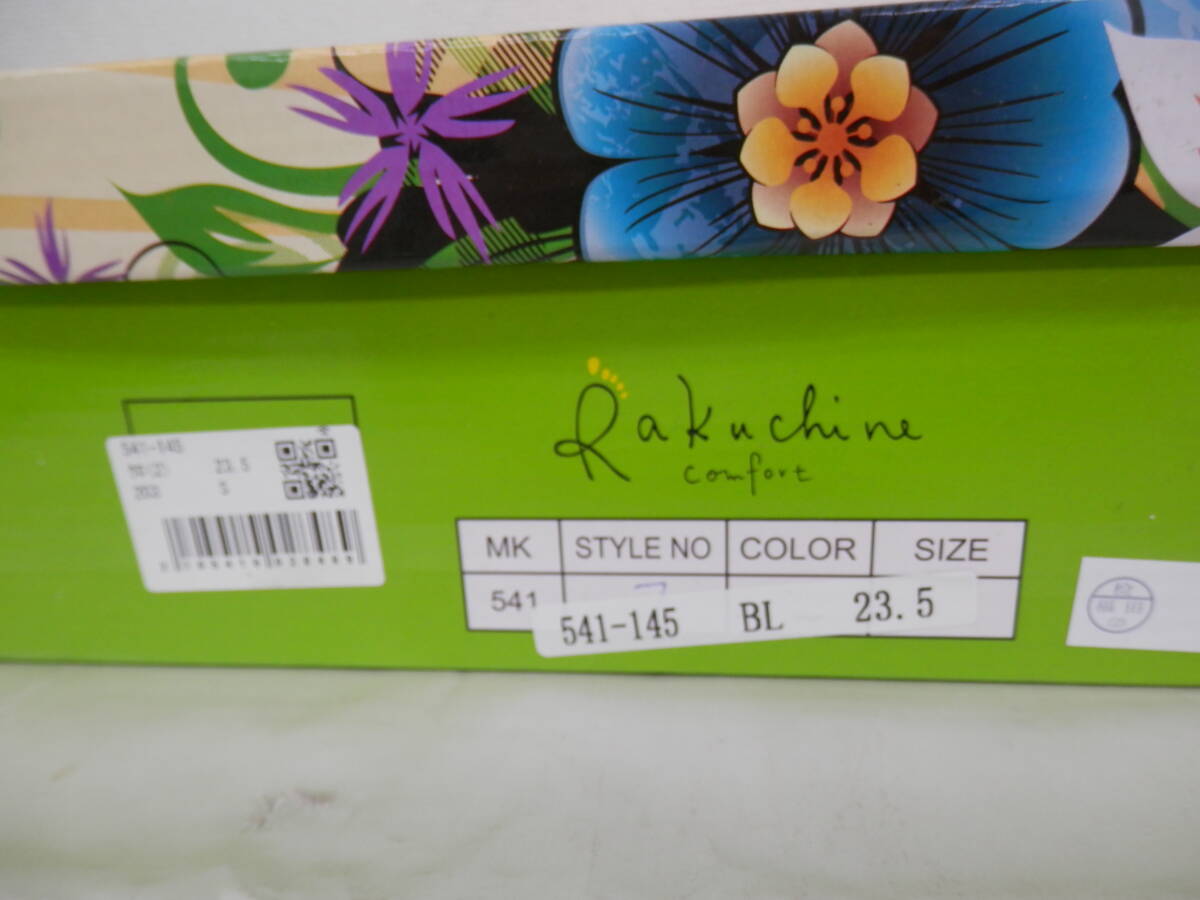 Rakuchine
comfort
541-145
23.5
MK STYLE NO COLOR SIZE
541
541-145 BL 23.5